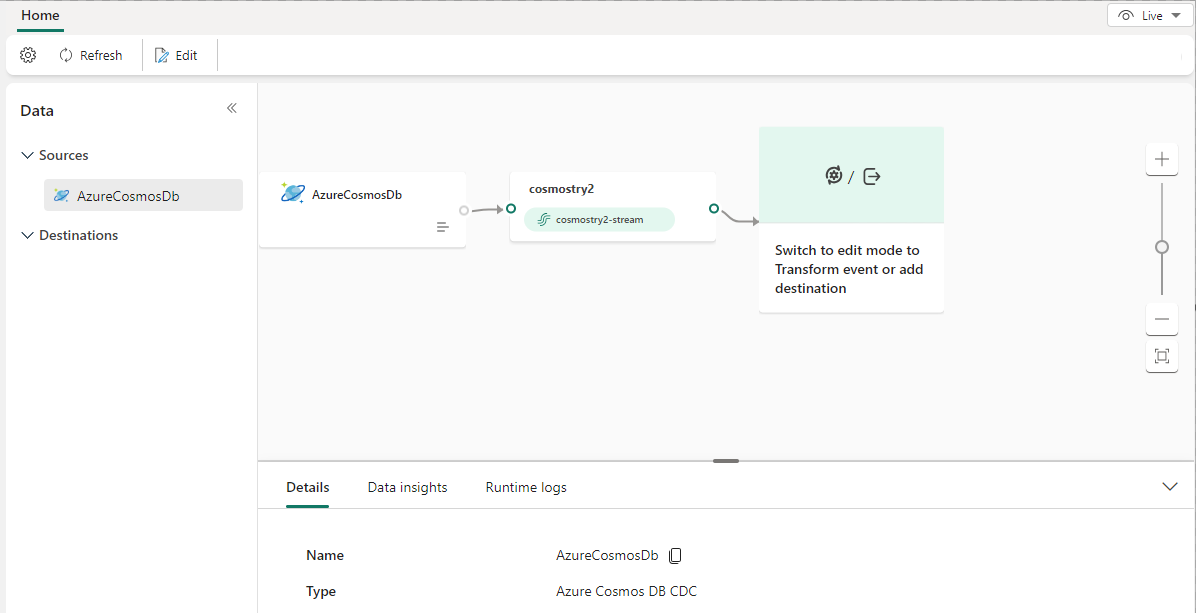 Home
Live
Refresh
Edit
Data
Sources
AzureCosmosDb
Destinations
AzureCosmosDb
cosmostry2
cosmostry2-stream
/
Switch to edit mode to
Transform event or add
destination
Details
Data insights
Runtime logs
Name
AzureCosmosDb
Type
Azure Cosmos DB CDC